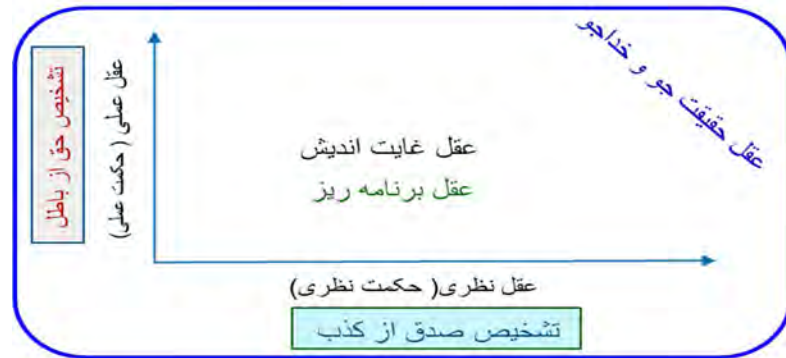 عقل حقیقت جو و خداجو
تشخیص حق از باطل
عقل عملی ( حکمت عملی)
عقل غایت اندیش
عقل برنامه ریز
عقل نظری( حکمت نظری)
تشخیص صدق از کذب